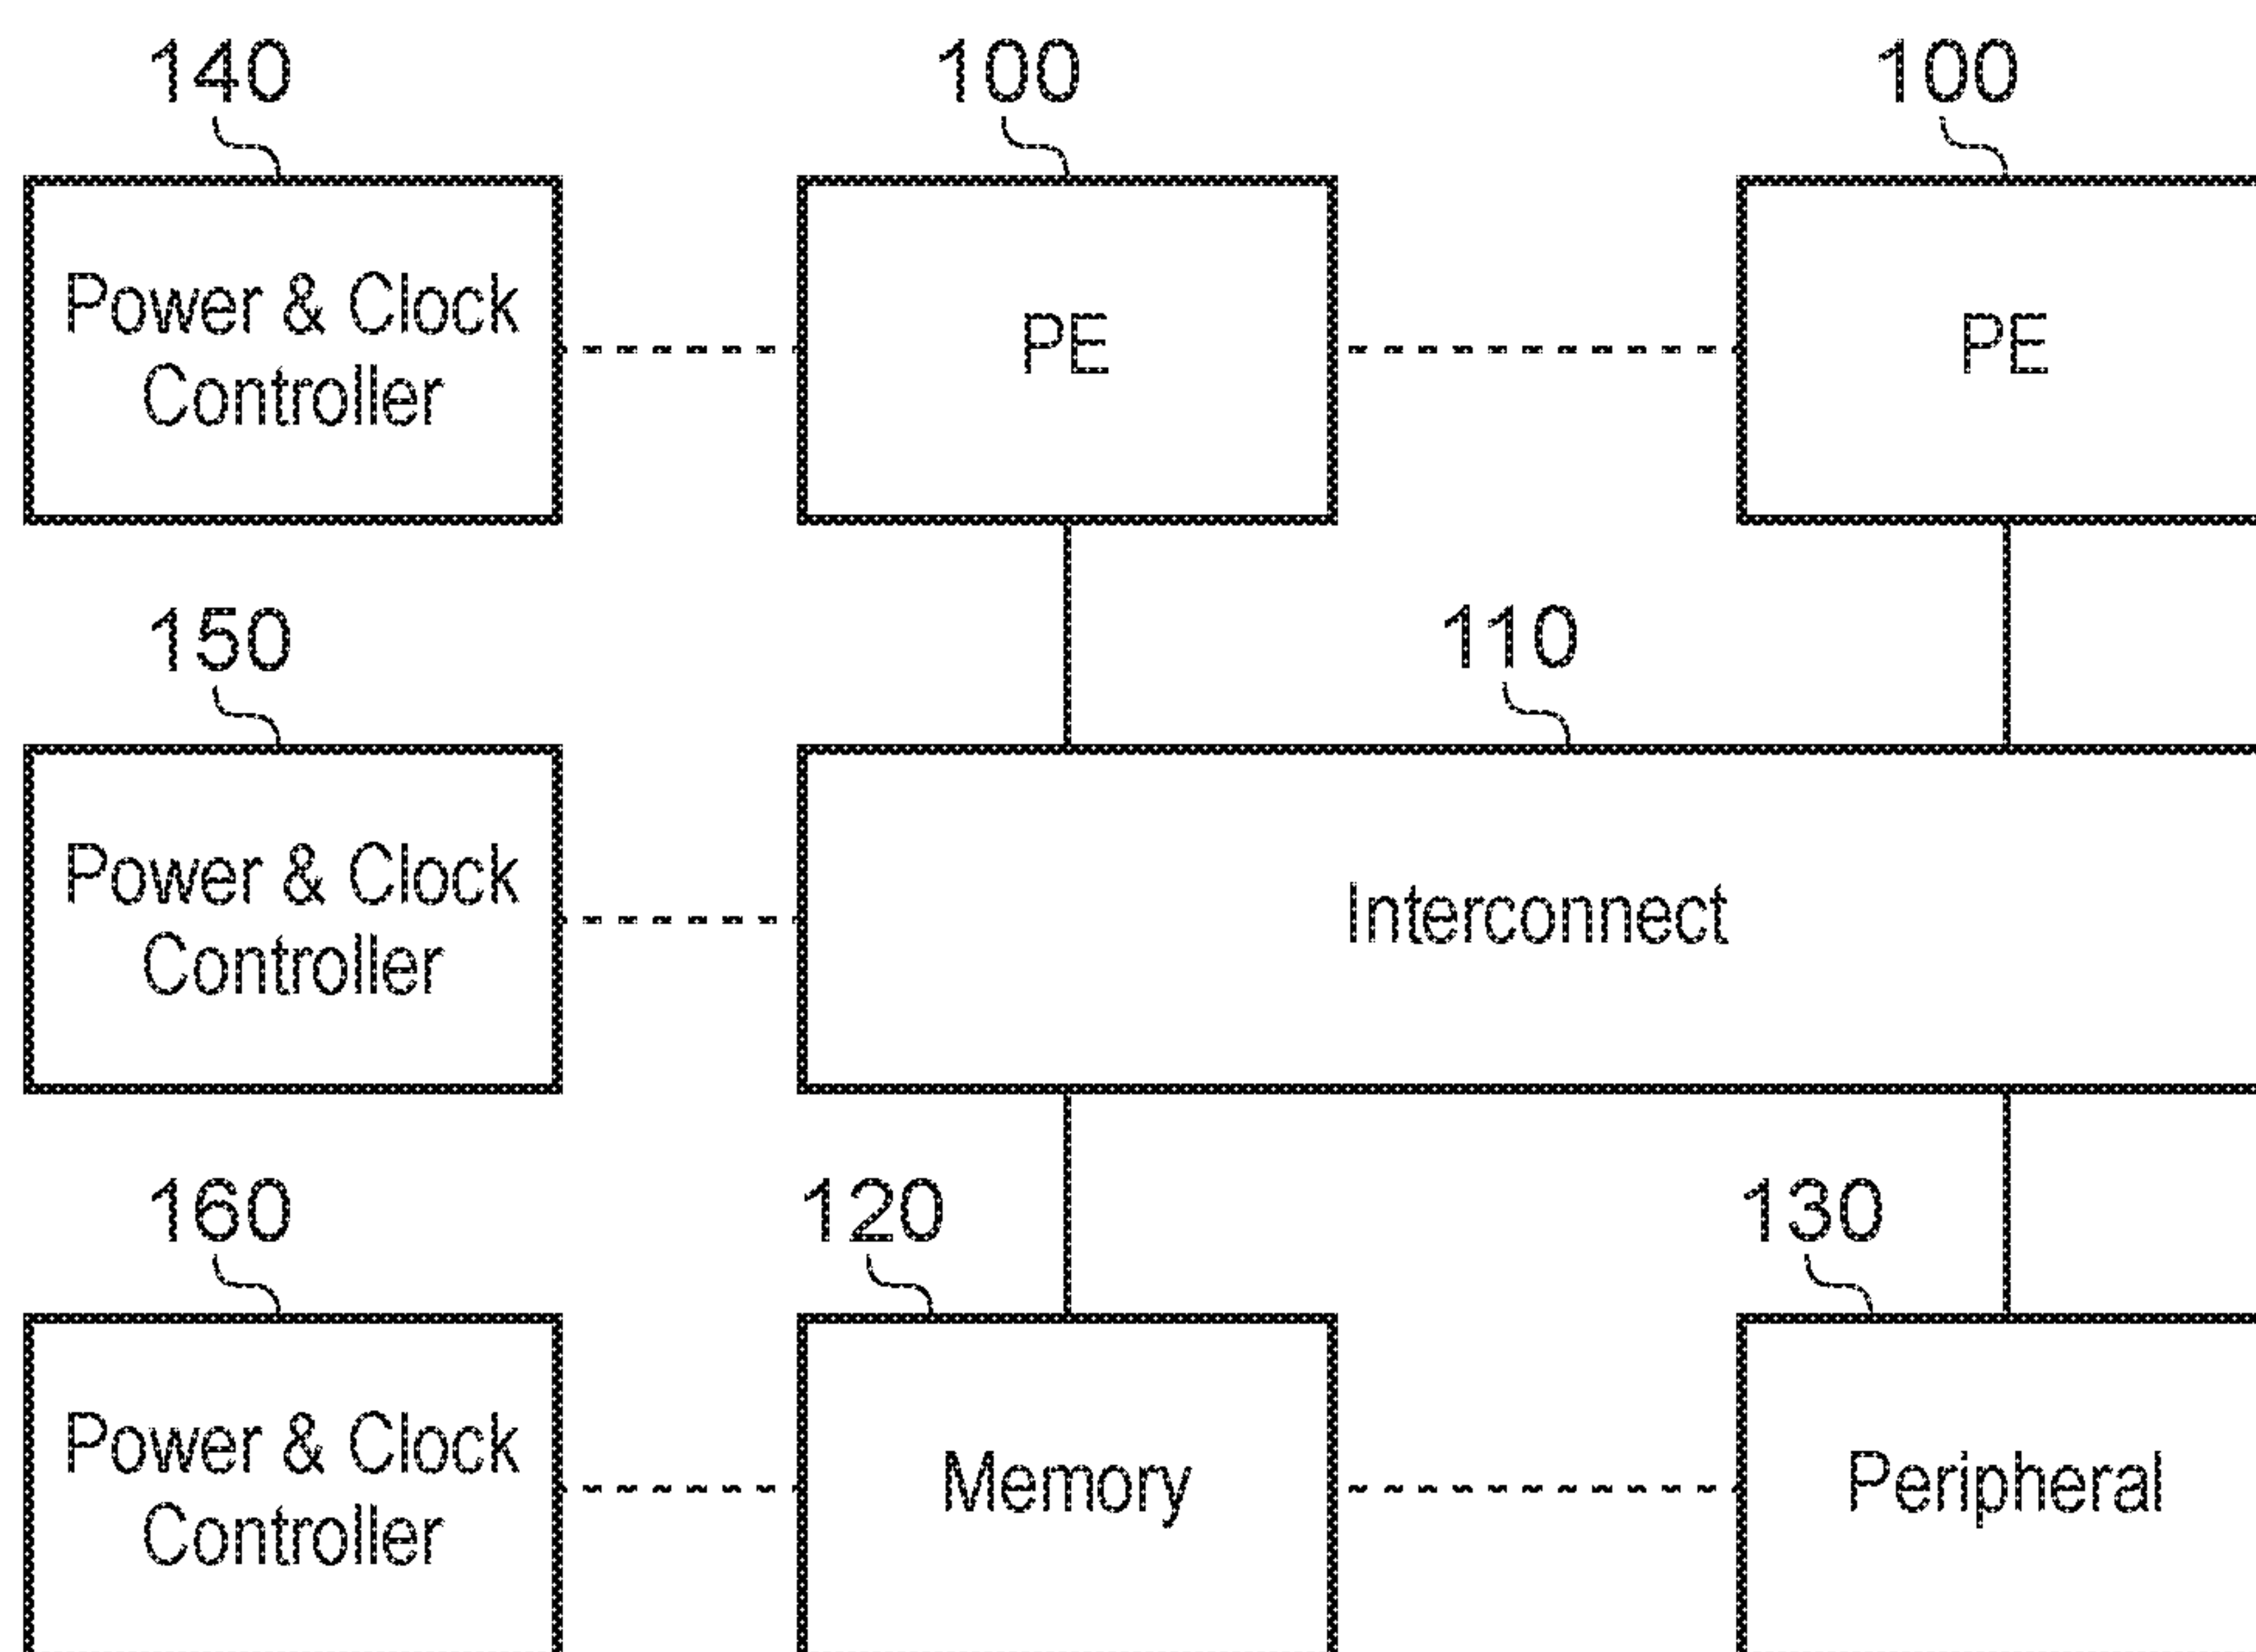 140
100
100
Power & Clock
Controller
PE
PE
150
110
Power & Clock
Controller
Interconnect
160
120
130
Power & Clock
Controller
Memory
Peripheral